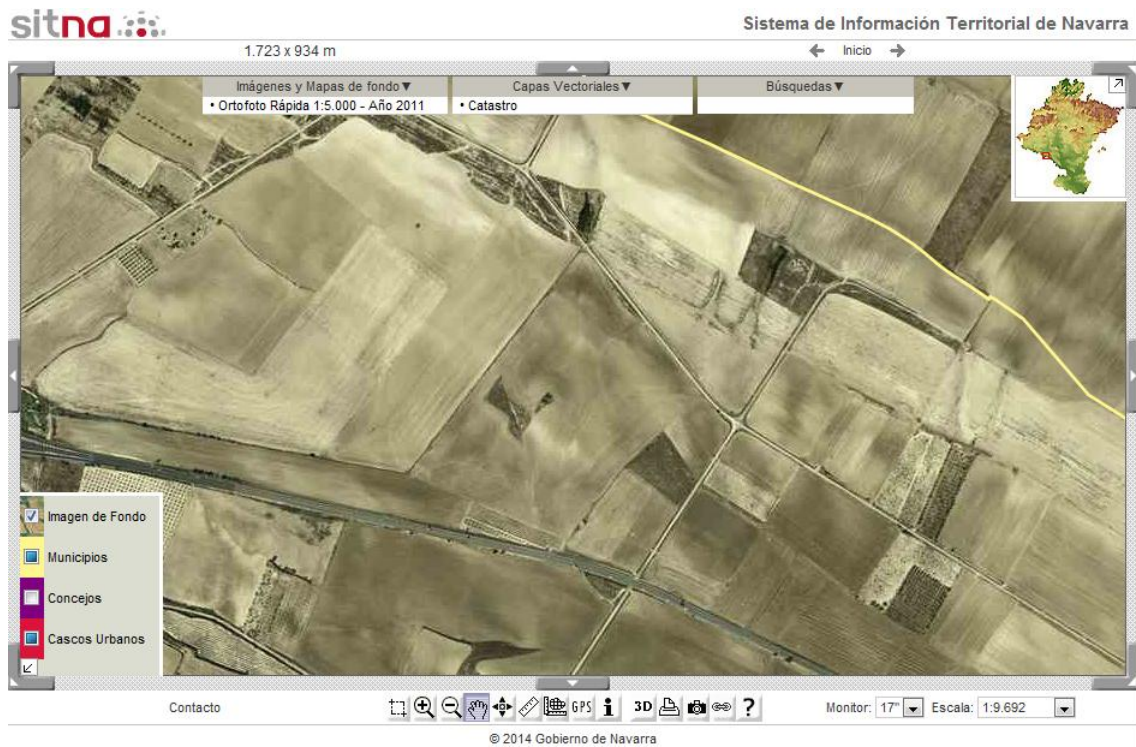 sitna
Sistema de Información Territorial de Navarra
1.723 x 934 m
Inicio
Imágenes y Mapas de fondo▼
Capas Vectoriales▼
Búsquedas▼
• Ortofoto Rápida 1:5.000 - Año 2011
• Catastro
Imagen de Fondo
Municipios
Concejos
Cascos Urbanos
Contacto
GPS
i
3D
?
Monitor: 17"
Escala: 1:9.692
© 2014 Gobierno de Navarra